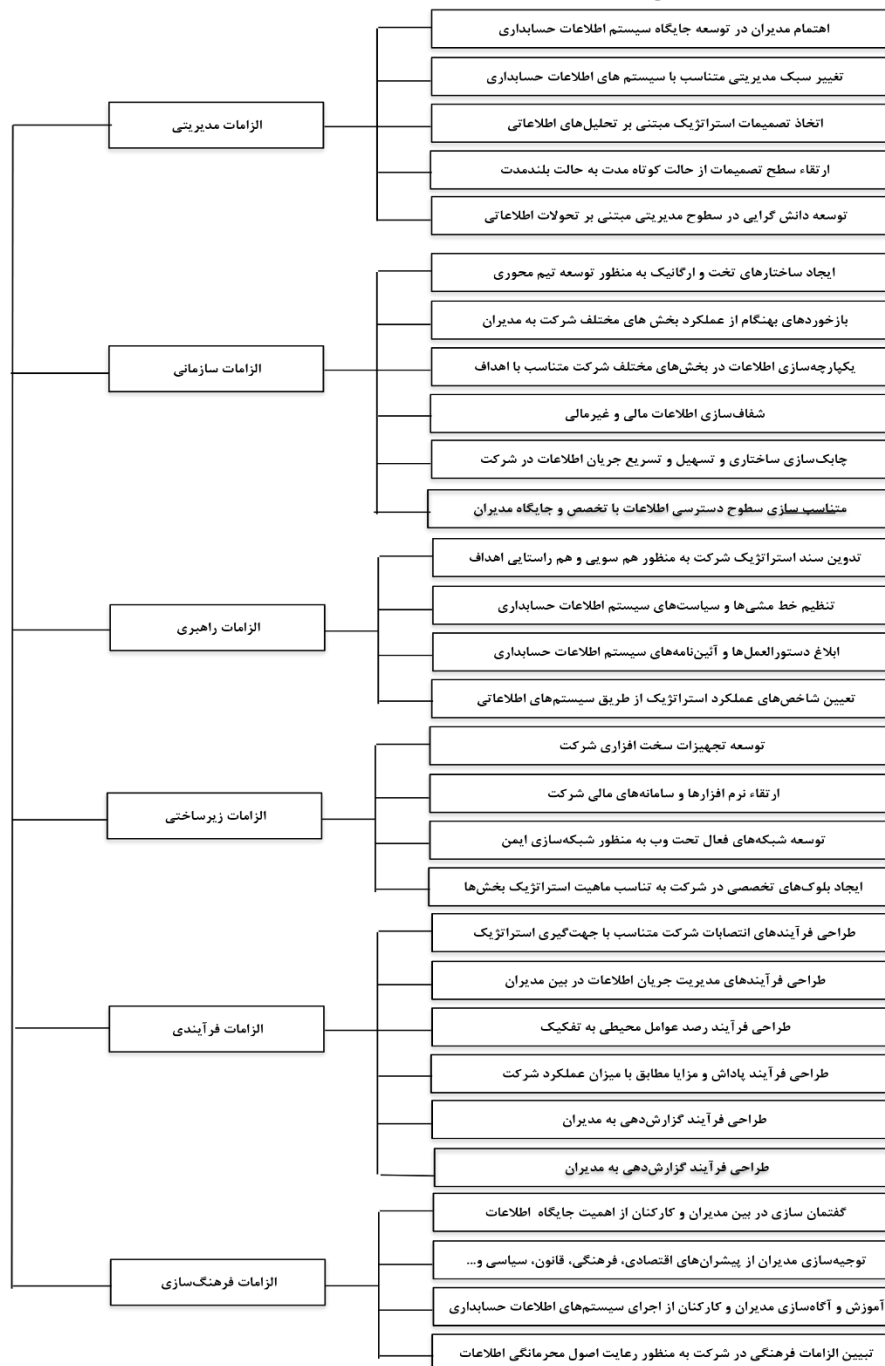 الزامات مدیریتی
اهتمام مدیران در توسعه جایگاه سیستم اطلاعات حسابداری
تغییر سبک مدیریتی متناسب با سیستم های اطلاعات حسابداری
اتخاذ تصمیمات استراتژیک مبتنی بر تحلیل‌های اطلاعاتی
ارتقاء سطح تصمیمات از حالت کوتاه مدت به حالت بلندمدت
توسعه دانش گرایی در سطوح مدیریتی مبتنی بر تحولات اطلاعاتی
الزامات سازمانی
ایجاد ساختارهای تخت و ارگانیک به منظور توسعه تیم محوری
بازخوردهای بهنگام از عملکرد بخش های مختلف شرکت به مدیران
یکپارچه‌سازی اطلاعات در بخش‌های مختلف شرکت متناسب با اهداف
شفاف‌سازی اطلاعات مالی و غیرمالی
چابک‌سازی ساختاری و تسهیل و تسریع جریان اطلاعات در شرکت
متناسب سازی سطوح دسترسی اطلاعات با تخصص و جایگاه مدیران
الزامات راهبری
تدوین سند استراتژیک شرکت به منظور هم سویی و هم راستایی اهداف
تنظیم خط مشی‌ها و سیاست‌های سیستم اطلاعات حسابداری
ابلاغ دستورالعمل‌ها و آئین‌نامه‌های سیستم اطلاعات حسابداری
تعیین شاخص‌های عملکرد استراتژیک از طریق سیستم‌های اطلاعاتی
الزامات زیرساختی
توسعه تجهیزات سخت افزاری شرکت
ارتقاء نرم افزارها و سامانه‌های مالی شرکت
توسعه شبکه‌های فعال تحت وب به منظور شبکه‌سازی ایمن
ایجاد بلوک‌های تخصصی در شرکت به تناسب ماهیت استراتژیک بخش‌ها
الزامات فرآیندی
طراحی فرآیندهای انتصابات شرکت متناسب با جهت‌گیری استراتژیک
طراحی فرآیندهای مدیریت جریان اطلاعات در بین مدیران
طراحی فرآیند رصد عوامل محیطی به تفکیک
طراحی فرآیند پاداش و مزایا مطابق با میزان عملکرد شرکت
طراحی فرآیند گزارش‌دهی به مدیران
طراحی فرآیند گزارش‌دهی به مدیران
الزامات فرهنگ‌سازی
گفتمان سازی در بین مدیران و کارکنان از اهمیت جایگاه اطلاعات
توجیه‌سازی مدیران از پیشران‌های اقتصادی، فرهنگی، قانون، سیاسی و...
آموزش و آگاه‌سازی مدیران و کارکنان از اجرای سیستم‌های اطلاعات حسابداری
تبیین الزامات فرهنگی در شرکت به منظور رعایت اصول محرمانگی اطلاعات